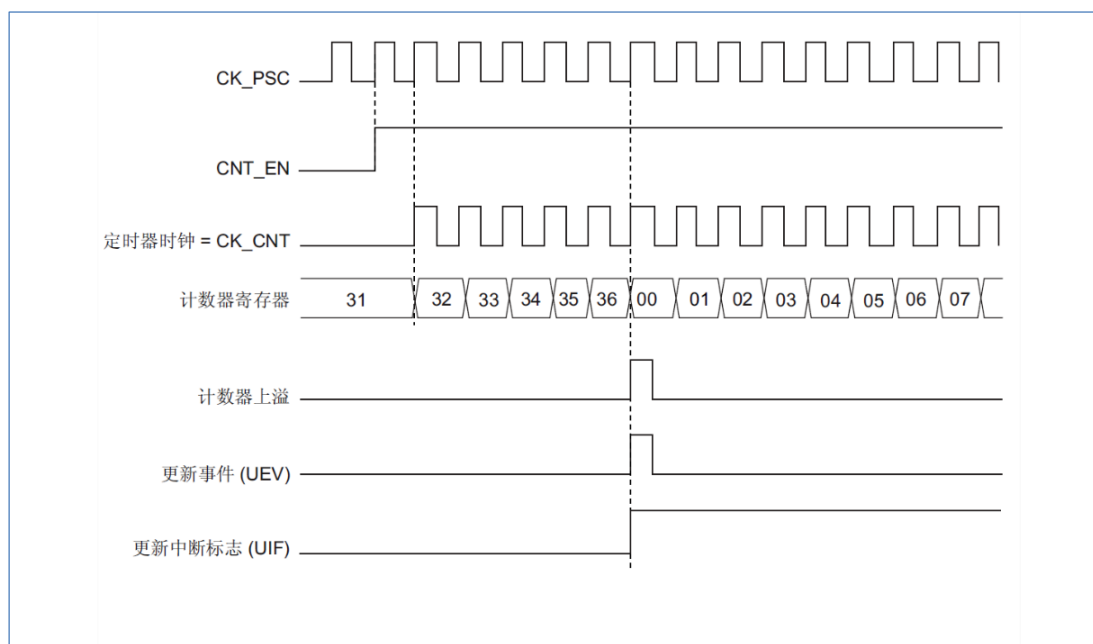 CK_PSC
CNT_EN
定时器时钟 = CK_CNT
计数器寄存器 31 32 33 34 35 36 00 01 02 03 04 05 06 07
计数器上溢
更新事件 (UEV)
更新中断标志 (UIF)